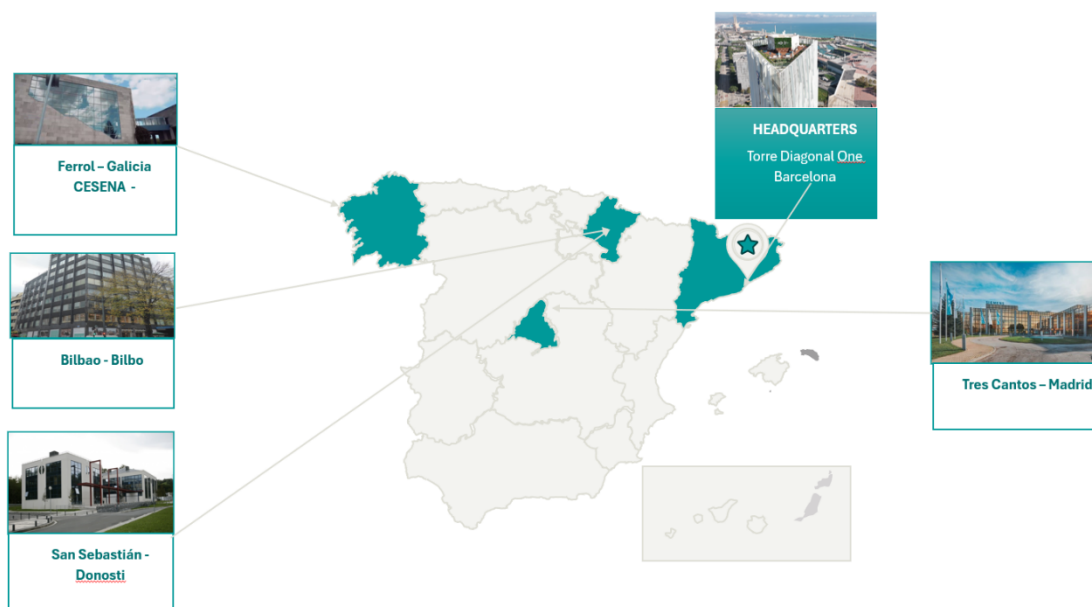 HEADQUARTERS
Torre Diagonal One
Barcelona
Ferrol – Galicia
CESENA -
Bilbao - Bilbo
Tres Cantos – Madrid
San Sebastián -
Donosti